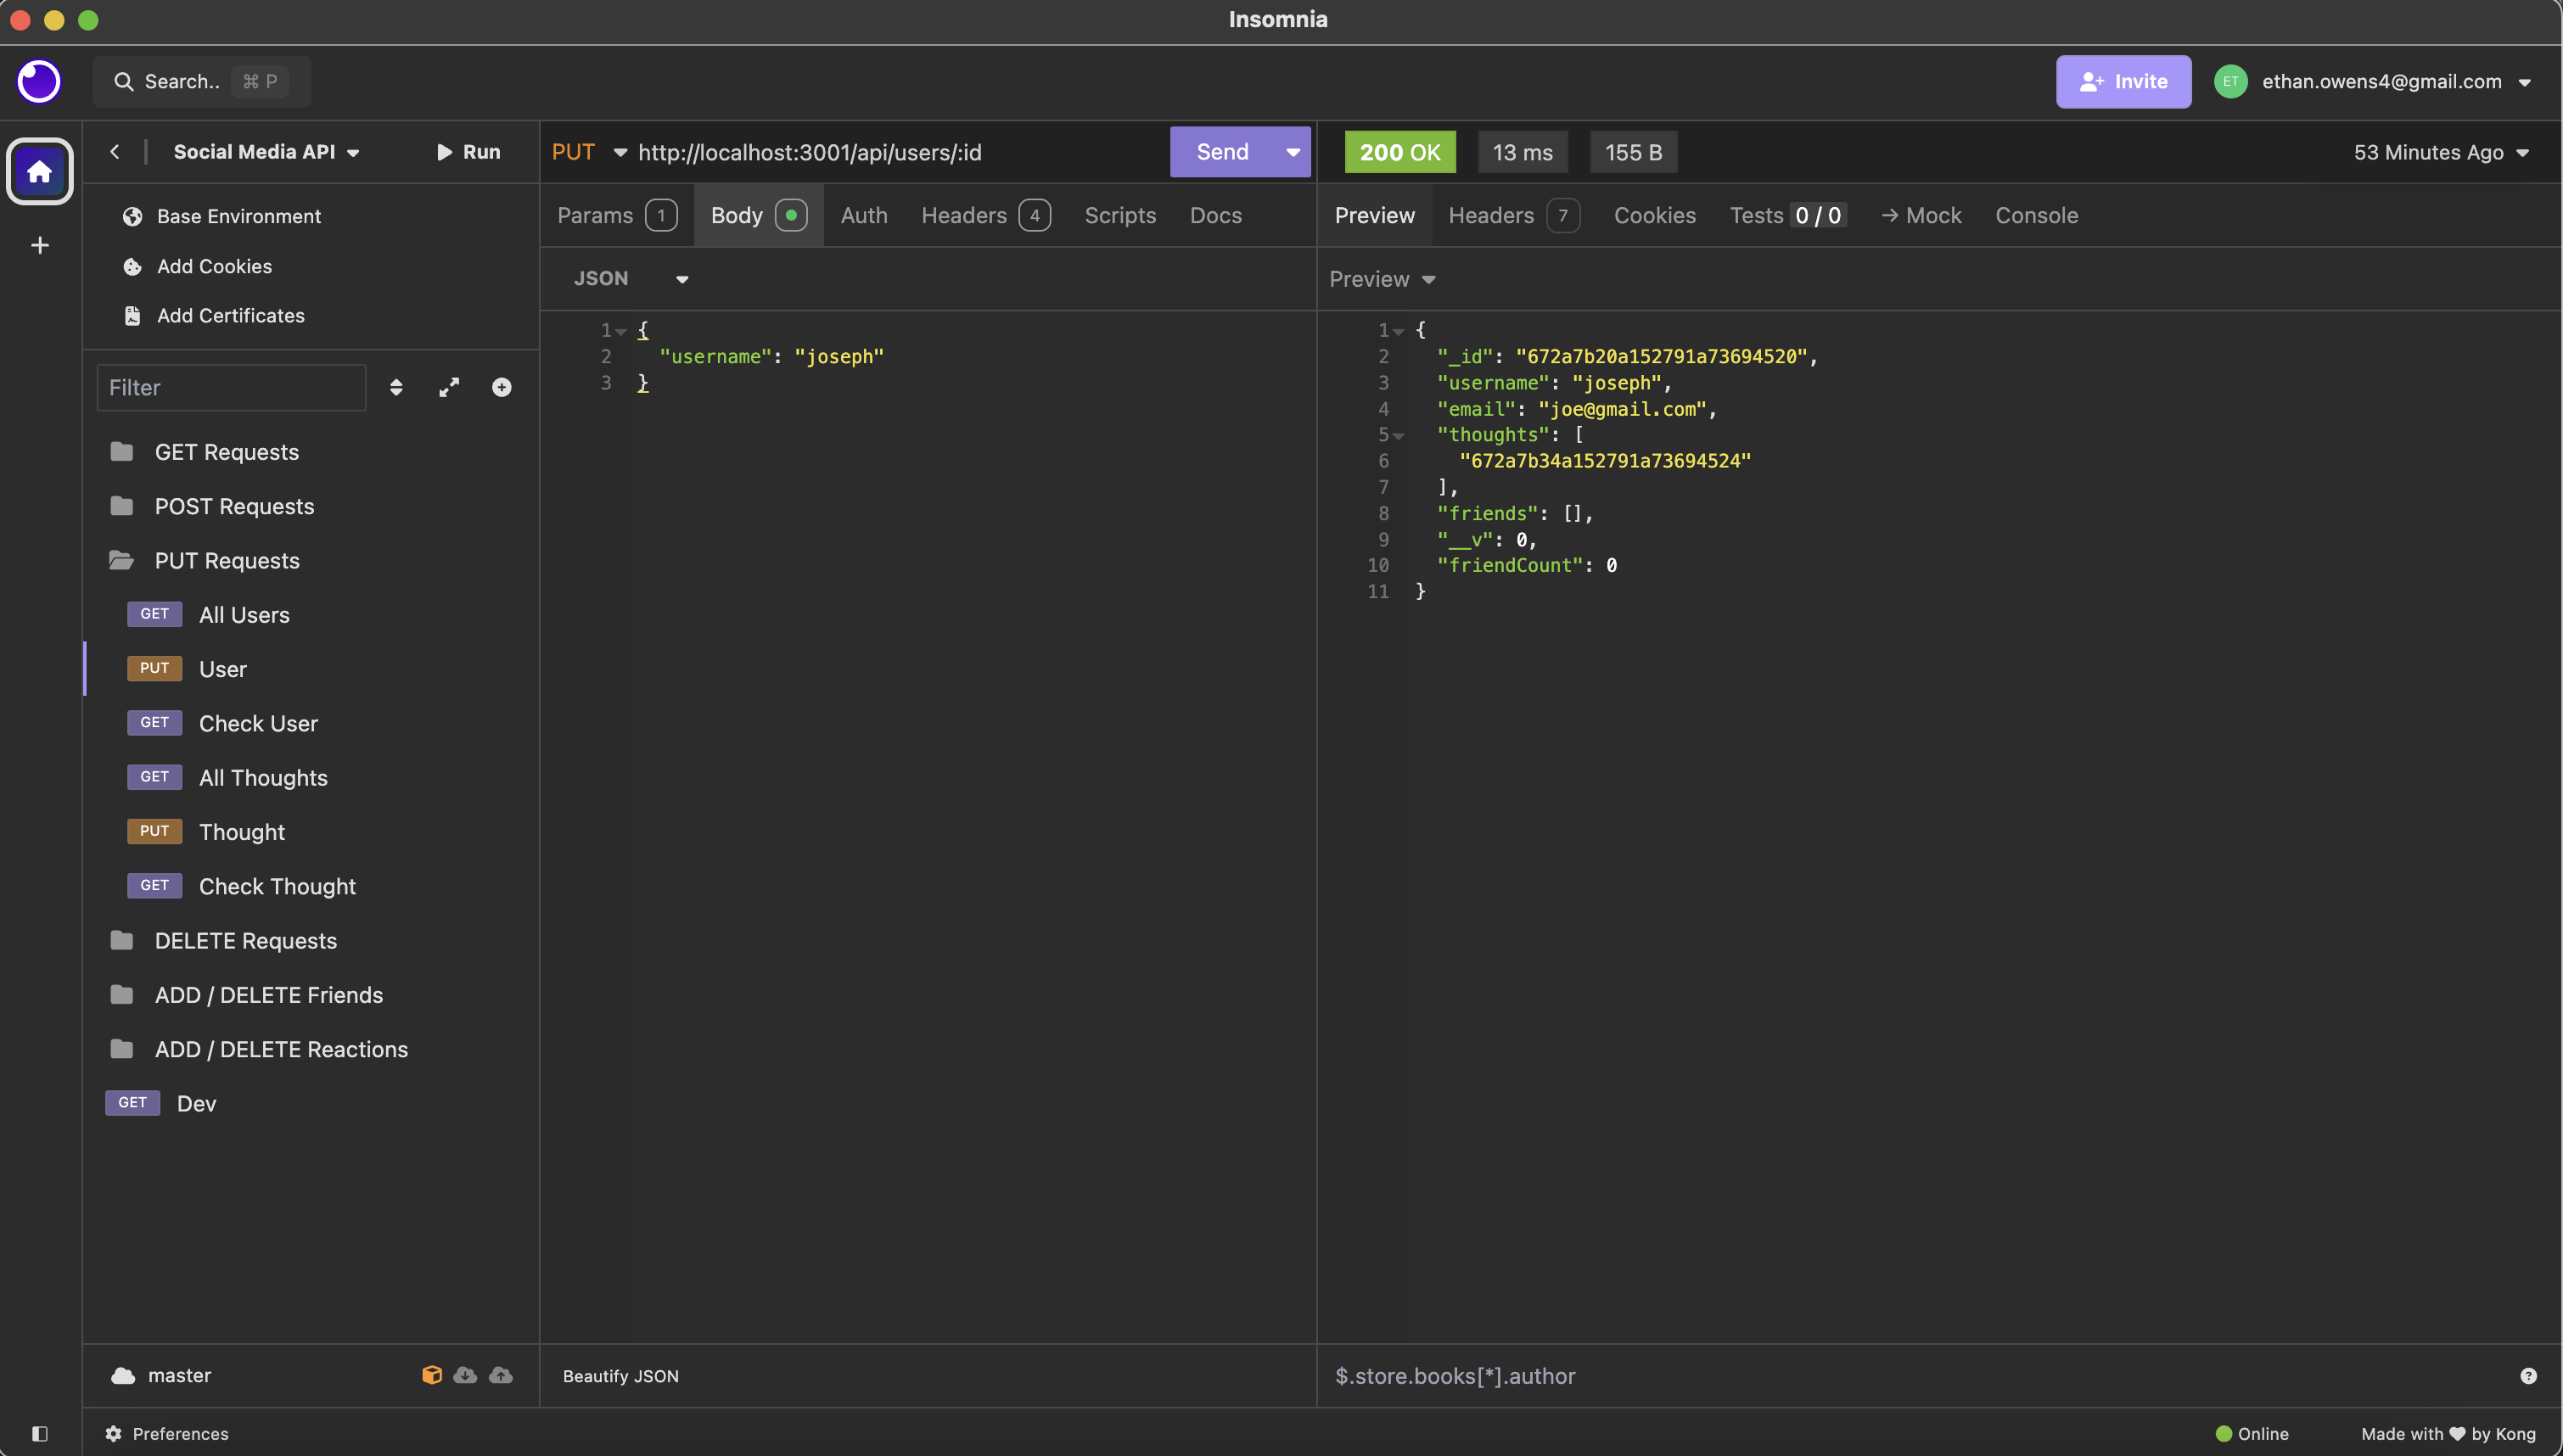 Insomnia
Search.. ⌘ P
Invite
ET
ethan.owens4@gmail.com
Social Media API
Run
PUT http://localhost:3001/api/users/:id
Send
200 OK
13 ms
155 B
53 Minutes Ago
Base Environment
Add Cookies
Add Certificates
Filter
GET Requests
POST Requests
PUT Requests
GET All Users
PUT User
GET Check User
GET All Thoughts
PUT Thought
GET Check Thought
DELETE Requests
ADD / DELETE Friends
ADD / DELETE Reactions
GET Dev
master
Preferences
Params 1
Body
Auth
Headers 4
Scripts
Docs
JSON
1 {
2 "username": "joseph"
3 }
Beautify JSON
Preview
Headers 7
Cookies
Tests 0 / 0
→ Mock
Console
Preview
1 {
2 "_id": "672a7b20a152791a73694520",
3 "username": "joseph",
4 "email": "joe@gmail.com",
5 "thoughts": [
6 "672a7b34a152791a73694524"
7 ],
8 "friends": [],
9 "__v": 0,
10 "friendCount": 0
11 }
$.store.books[*].author
Online
Made with ♥ by Kong